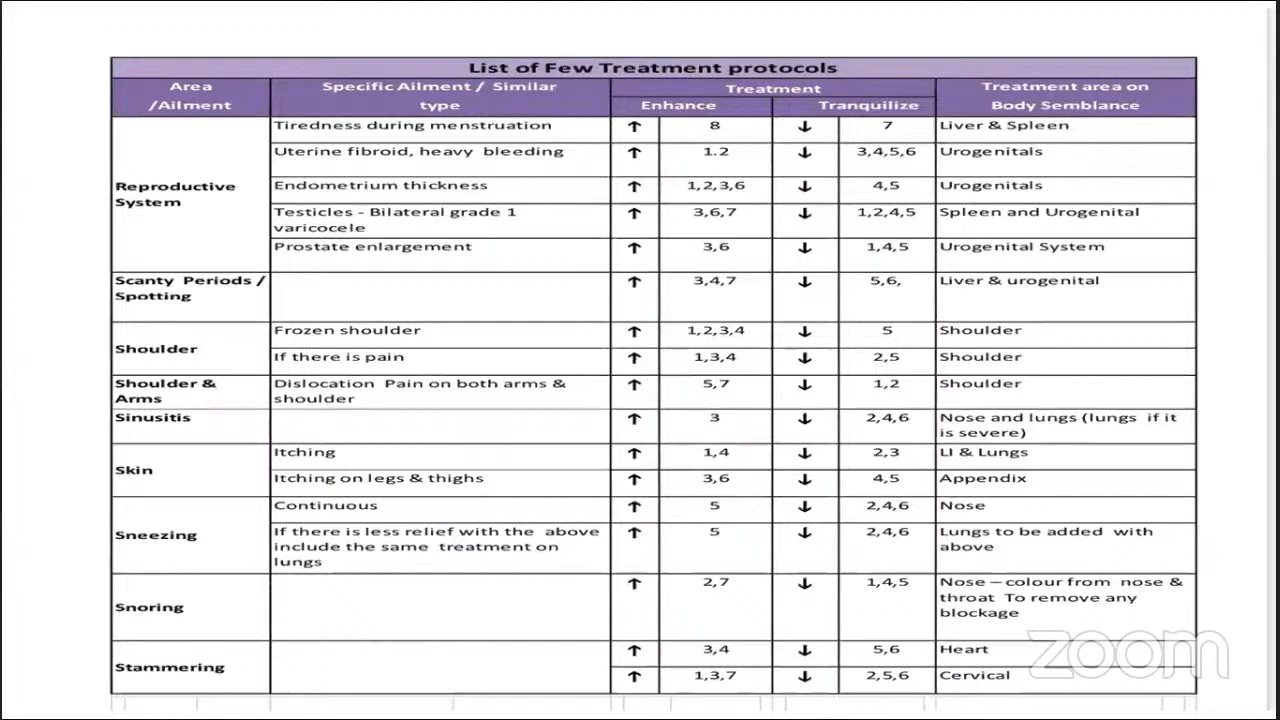 List of Few Treatment protocols
Area /Ailment Specific Ailment / Similar type Treatment Treatment area on Body Semblance
Enhance Tranquilize
Reproductive System
Tiredness during menstruation ↑ 8 ↓ 7 Liver & Spleen
Uterine fibroid, heavy bleeding ↑ 1.2 ↓ 3,4,5,6 Urogenitals
Endometrium thickness ↑ 1,2,3,6 ↓ 4,5 Urogenitals
Testicles - Bilateral grade 1 varicocele ↑ 3,6,7 ↓ 1,2,4,5 Spleen and Urogenital
Prostate enlargement ↑ 3,6 ↓ 1,4,5 Urogenital System
Scanty Periods / Spotting ↑ 3,4,7 ↓ 5,6, Liver & urogenital
Shoulder
Frozen shoulder ↑ 1,2,3,4 ↓ 5 Shoulder
If there is pain ↑ 1,3,4 ↓ 2,5 Shoulder
Shoulder & Arms Dislocation Pain on both arms & shoulder ↑ 5,7 ↓ 1,2 Shoulder
Sinusitis ↑ 3 ↓ 2,4,6 Nose and lungs (lungs if it is severe)
Skin
Itching ↑ 1,4 ↓ 2,3 LI & Lungs
Itching on legs & thighs ↑ 3,6 ↓ 4,5 Appendix
Sneezing
Continuous ↑ 5 ↓ 2,4,6 Nose
If there is less relief with the above include the same treatment on lungs ↑ 5 ↓ 2,4,6 Lungs to be added with above
Snoring ↑ 2,7 ↓ 1,4,5 Nose – colour from nose & throat To remove any blockage
Stammering
↑ 3,4 ↓ 5,6 Heart
↑ 1,3,7 ↓ 2,5,6 Cervical
zoom